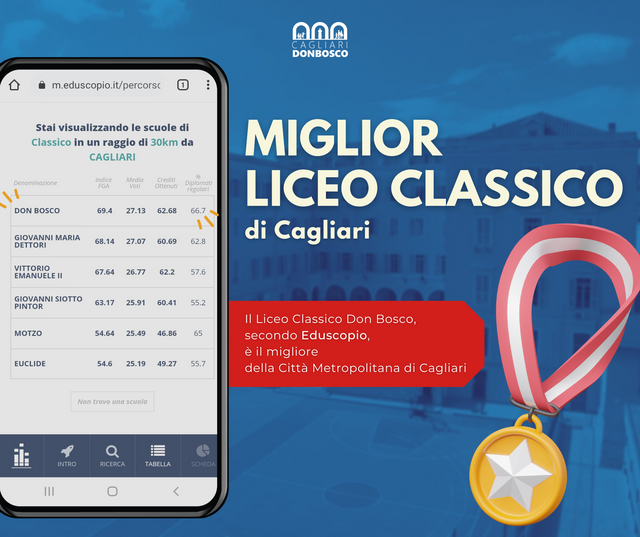 CAGLIARI
DONBOSCO
m.eduscopio.it/percorsc
1
Stai visualizzando le scuole di
Classico in un raggio di 30km da
CAGLIARI
Denominazione Indice FGA Media Voti Crediti Ottenuti % Diplomati regolari
DON BOSCO 69.4 27.13 62.68 66.7
GIOVANNI MARIA DETTORI 68.14 27.07 60.69 62.8
VITTORIO EMANUELE II 67.64 26.77 62.2 57.6
GIOVANNI SIOTTO PINTOR 63.17 25.91 60.41 55.2
MOTZO 54.64 25.49 46.86 65
EUCLIDE 54.6 25.19 49.27 55.7
Non trovo una scuola
INTRO RICERCA TABELLA SCHEDA
MIGLIOR
LICEO CLASSICO
di Cagliari
Il Liceo Classico Don Bosco,
secondo Eduscopio,
è il migliore
della Città Metropolitana di Cagliari